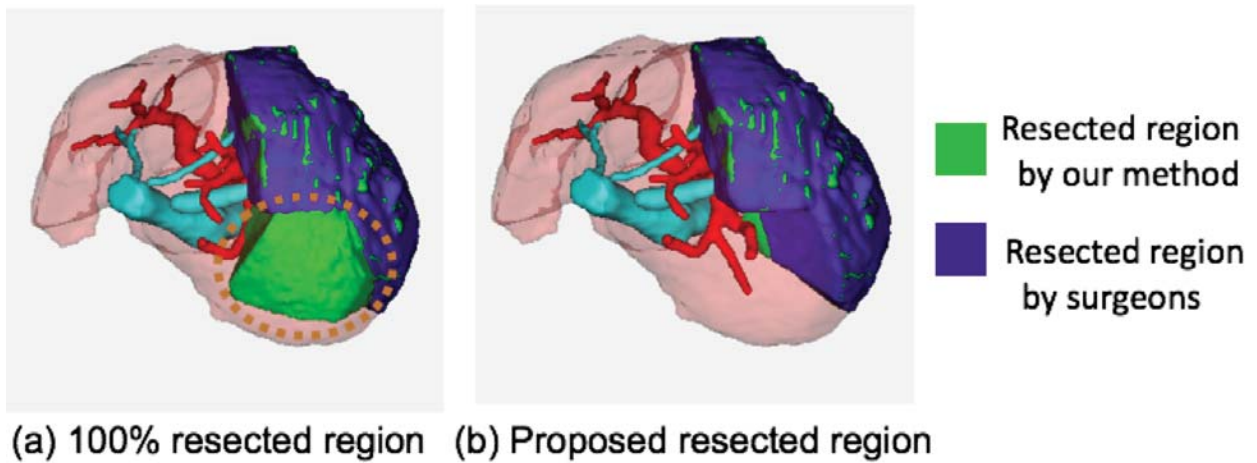 Resected region
by our method
Resected region
by surgeons
(a) 100% resected region
(b) Proposed resected region